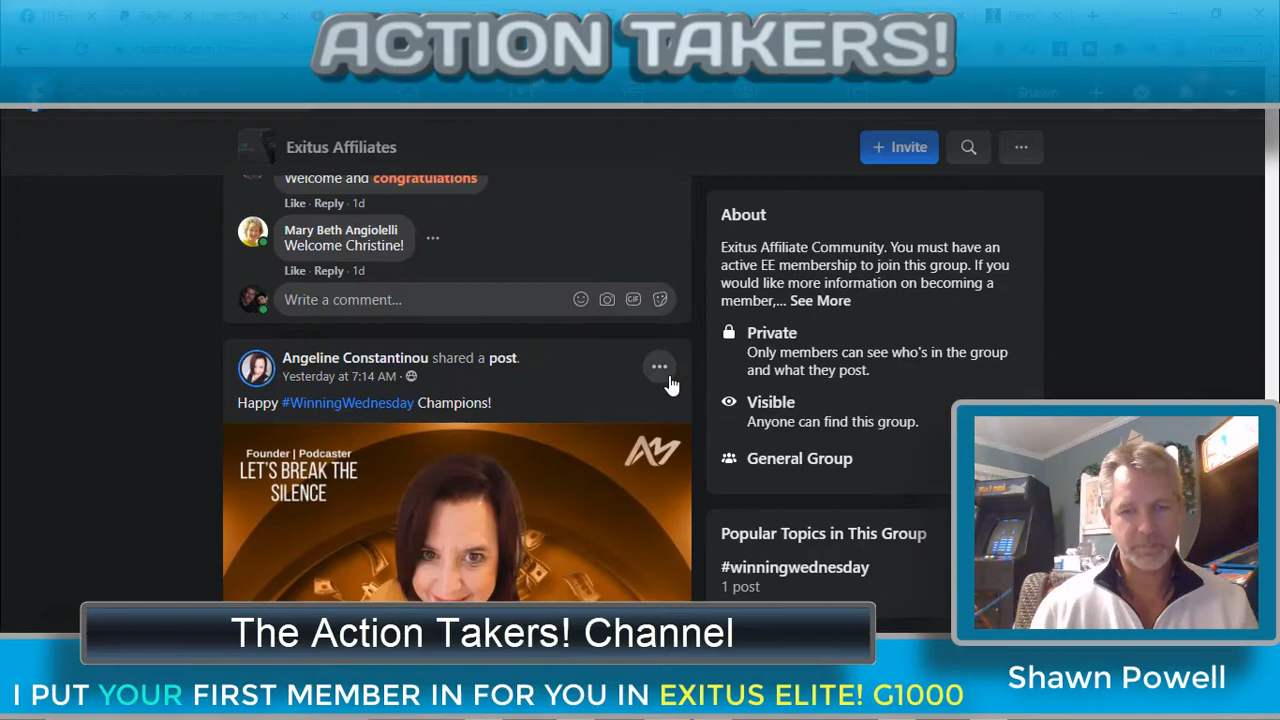 ACTION TAKERS!
Shawn
Exitus Affiliates
+ Invite
Welcome and congratulations
Like · Reply · 1d
Mary Beth Angiolelli
Welcome Christine!
Like · Reply · 1d
Write a comment...
GIF
Angeline Constantinou shared a post.
Yesterday at 7:14 AM ·
Happy #WinningWednesday Champions!
Founder | Podcaster
LET'S BREAK THE
SILENCE
AM
About
Exitus Affiliate Community. You must have an
active EE membership to join this group. If you
would like more information on becoming a
member,... See More
Private
Only members can see who's in the group
and what they post.
Visible
Anyone can find this group.
General Group
Popular Topics in This Group
#winningwednesday
1 post
The Action Takers! Channel
Shawn Powell
I PUT YOUR FIRST MEMBER IN FOR YOU IN EXITUS ELITE! G1000